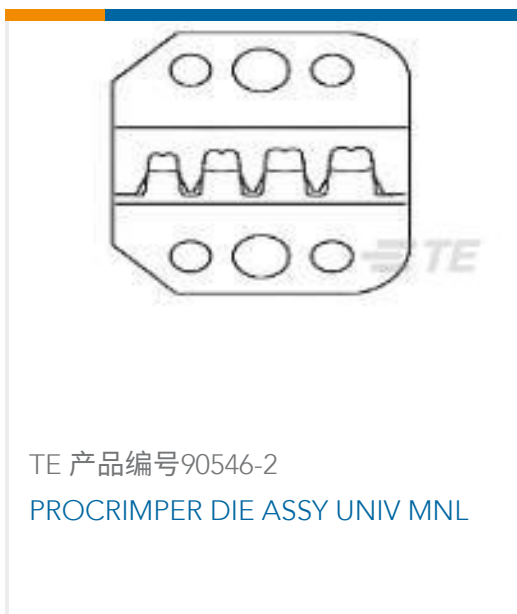 TE
TE 产品编号90546-2
PROCRIMPER DIE ASSY UNIV MNL